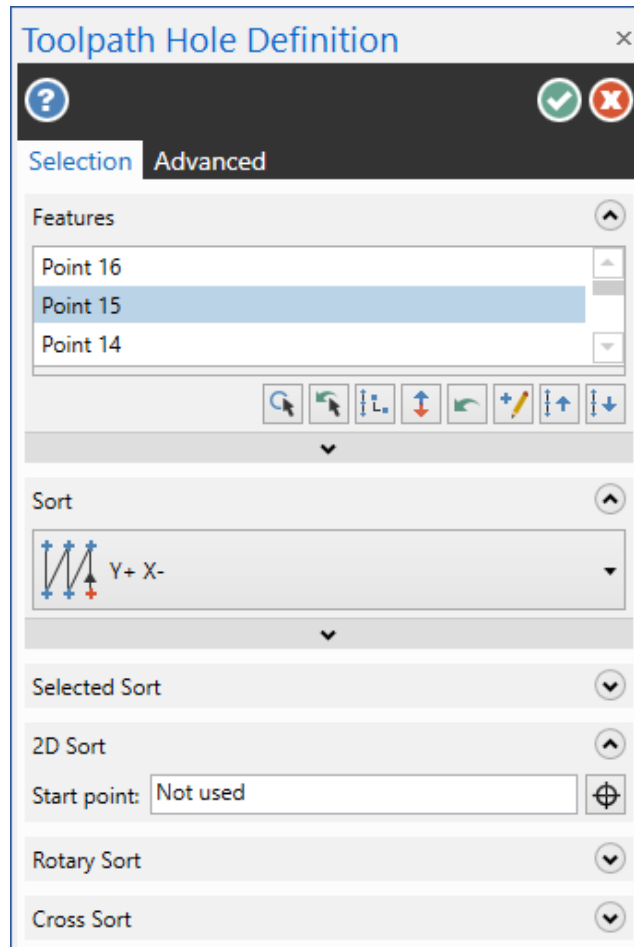 Toolpath Hole Definition
Selection Advanced
Features
Point 16
Point 15
Point 14
Sort
Y+ X-
Selected Sort
2D Sort
Start point: Not used
Rotary Sort
Cross Sort